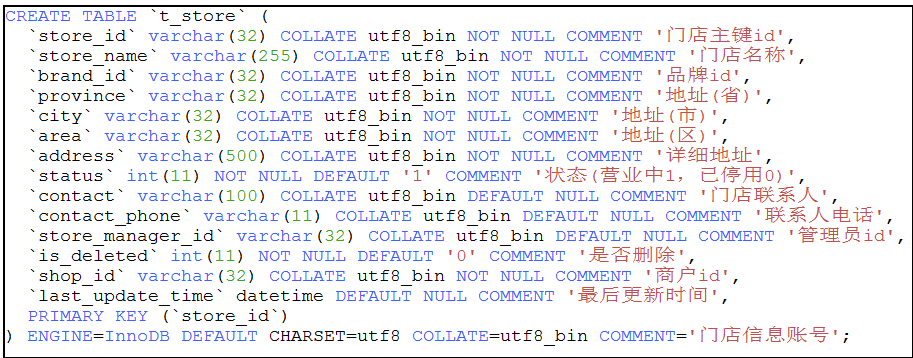 CREATE TABLE `t_store` (
  `store_id` varchar(32) COLLATE utf8_bin NOT NULL COMMENT '门店主键id',
  `store_name` varchar(255) COLLATE utf8_bin NOT NULL COMMENT '门店名称',
  `brand_id` varchar(32) COLLATE utf8_bin NOT NULL COMMENT '品牌id',
  `province` varchar(32) COLLATE utf8_bin NOT NULL COMMENT '地址(省)',
  `city` varchar(32) COLLATE utf8_bin NOT NULL COMMENT '地址(市)',
  `area` varchar(32) COLLATE utf8_bin NOT NULL COMMENT '地址(区)',
  `address` varchar(500) COLLATE utf8_bin NOT NULL COMMENT '详细地址',
  `status` int(11) NOT NULL DEFAULT '1' COMMENT '状态(营业中1，已停用0)',
  `contact` varchar(100) COLLATE utf8_bin DEFAULT NULL COMMENT '门店联系人',
  `contact_phone` varchar(11) COLLATE utf8_bin DEFAULT NULL COMMENT '联系人电话',
  `store_manager_id` varchar(32) COLLATE utf8_bin DEFAULT NULL COMMENT '管理员id',
  `is_deleted` int(11) NOT NULL DEFAULT '0' COMMENT '是否删除',
  `shop_id` varchar(32) COLLATE utf8_bin NOT NULL COMMENT '商户id',
  `last_update_time` datetime DEFAULT NULL COMMENT '最后更新时间',
  PRIMARY KEY (`store_id`)
) ENGINE=InnoDB DEFAULT CHARSET=utf8 COLLATE=utf8_bin COMMENT='门店信息账号';